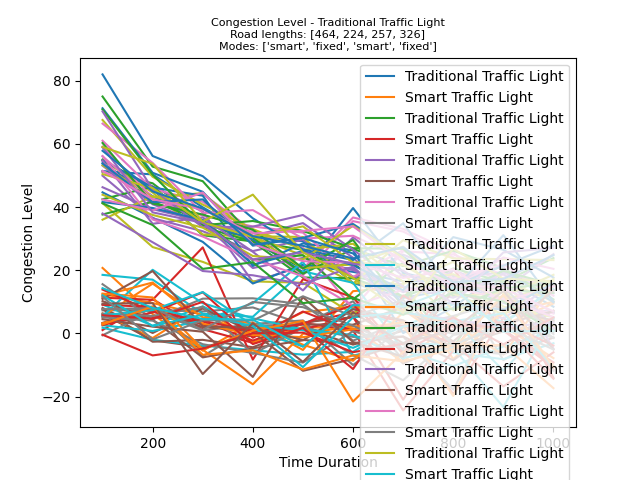 Congestion Level - Traditional Traffic Light
Road lengths: [464, 224, 257, 326]
Modes: ['smart', 'fixed', 'smart', 'fixed']
Congestion Level
80
60
40
20
0
−20
200
400
600
1000
Time Duration
Traditional Traffic Light
Smart Traffic Light
Traditional Traffic Light
Smart Traffic Light
Traditional Traffic Light
Smart Traffic Light
Traditional Traffic Light
Smart Traffic Light
Traditional Traffic Light
Smart Traffic Light
Traditional Traffic Light
Smart Traffic Light
Traditional Traffic Light
Smart Traffic Light
Traditional Traffic Light
Smart Traffic Light
Traditional Traffic Light
Smart Traffic Light
Traditional Traffic Light
Smart Traffic Light